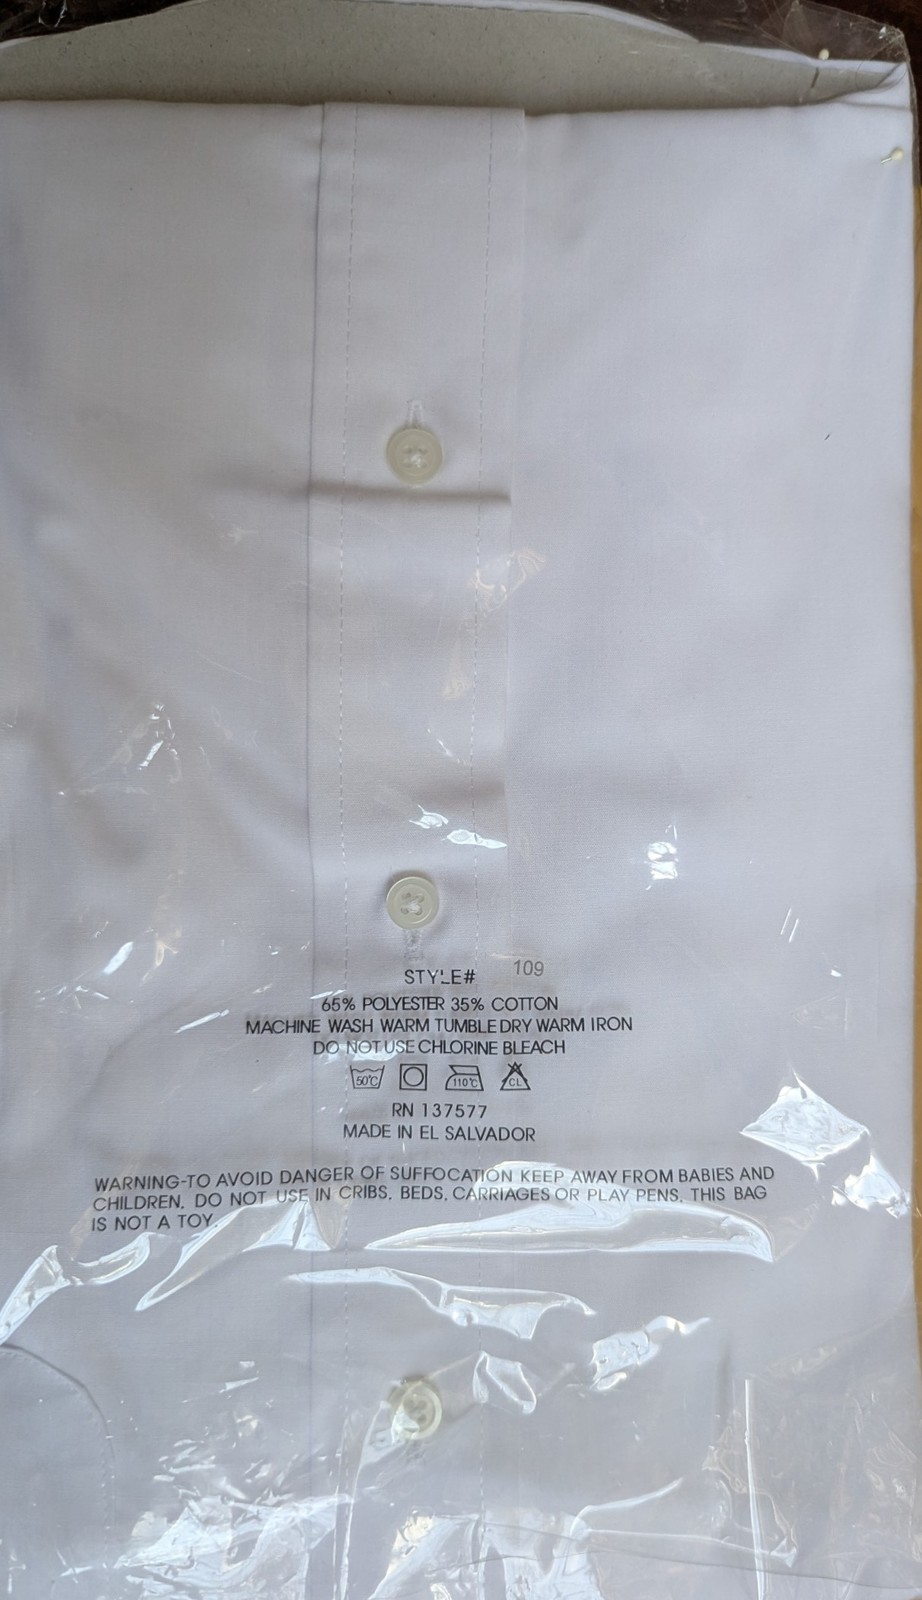 STYLE# 109
65% POLYESTER 35% COTTON
MACHINE WASH WARM TUMBLE DRY WARM IRON
DO NOT USE CHLORINE BLEACH
50°C 110°C CL
RN 137577
MADE IN EL SALVADOR
WARNING-TO AVOID DANGER OF SUFFOCATION KEEP AWAY FROM BABIES AND
CHILDREN. DO NOT USE IN CRIBS, BEDS, CARRIAGES OR PLAY PENS. THIS BAG
IS NOT A TOY.